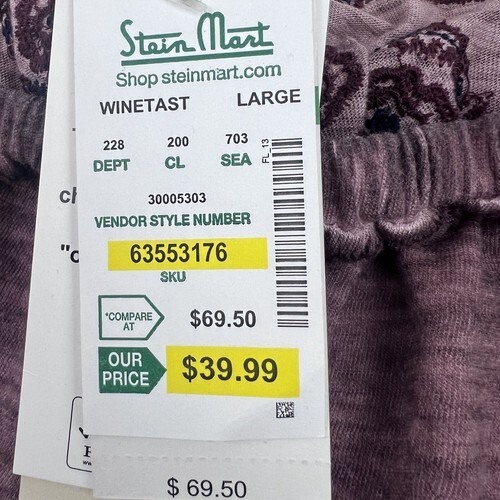 Stein Mart
Shop steinmart.com
WINETAST LARGE
228 200 703
DEPT CL SEA
FL_13
30005303
VENDOR STYLE NUMBER
63553176
SKU
*COMPARE AT $69.50
OUR PRICE $39.99
$ 69.50